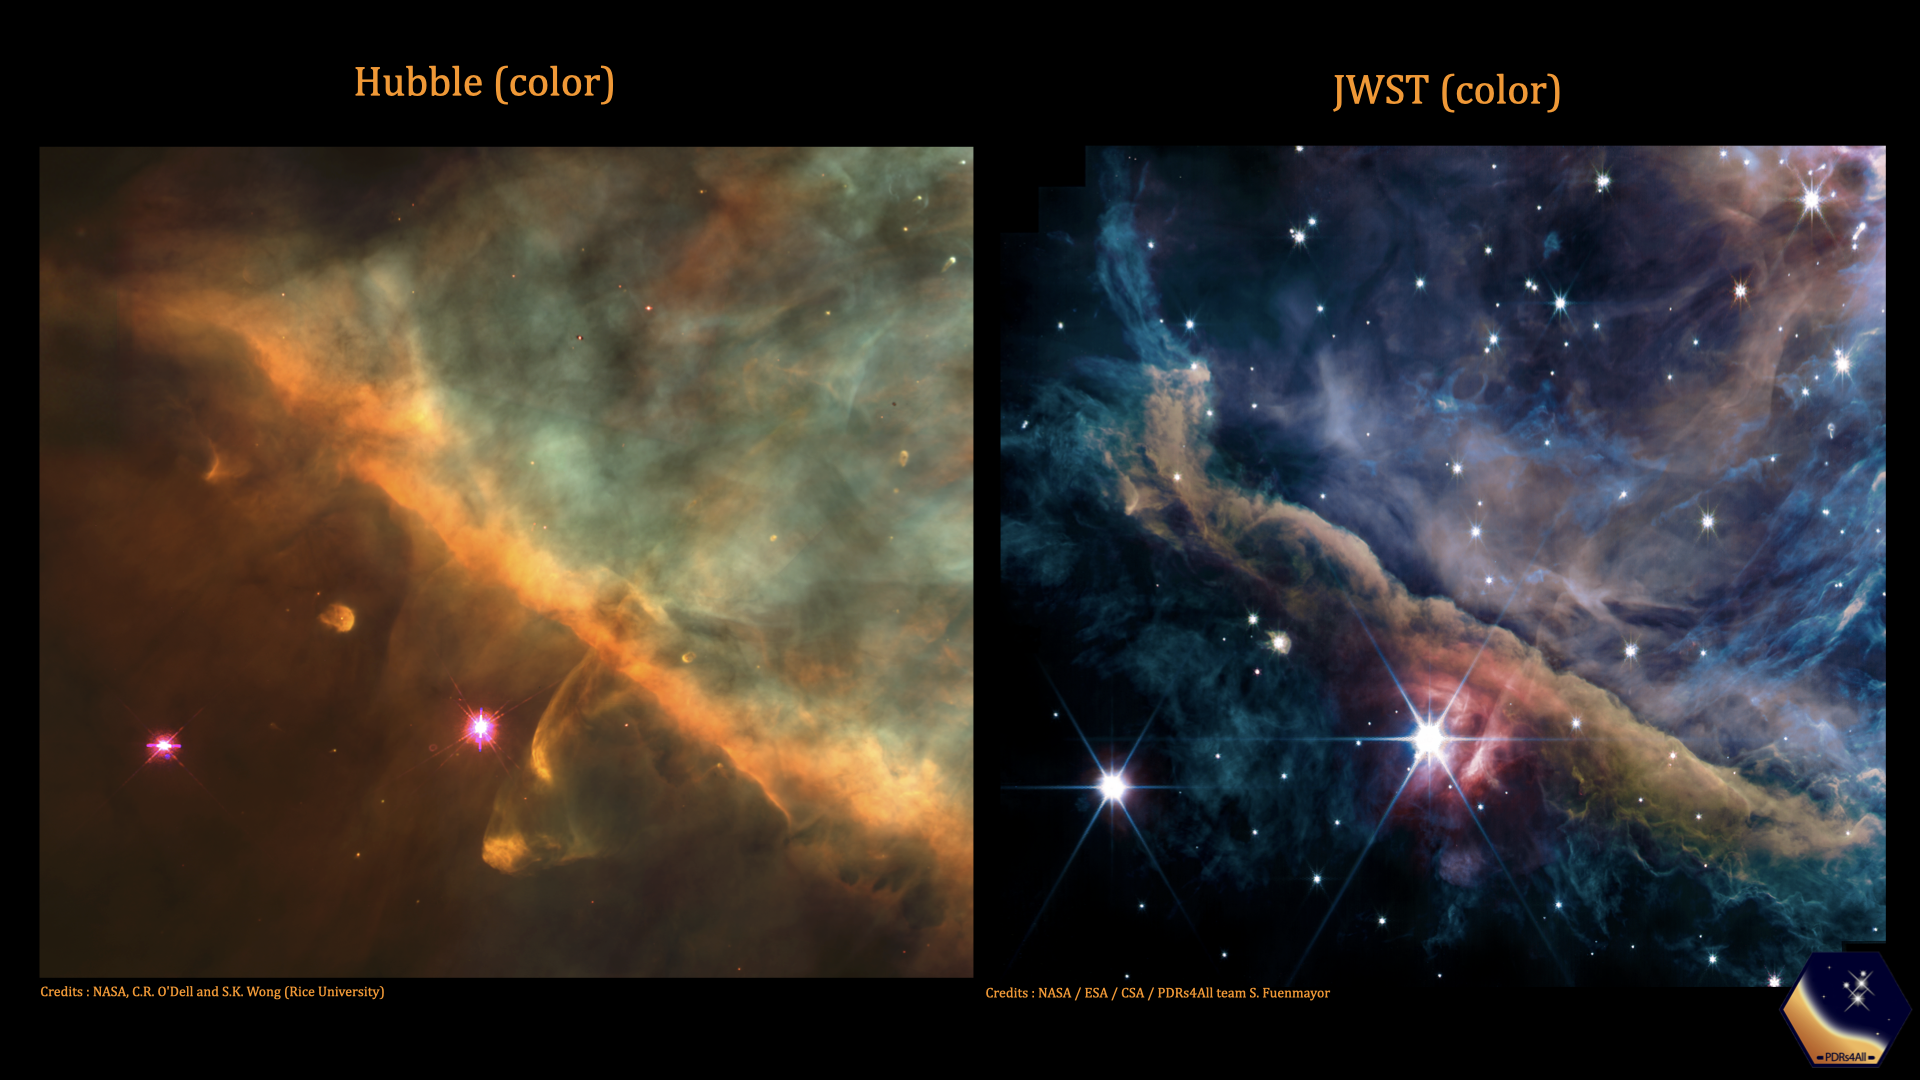 Hubble (color)
JWST (color)
Credits : NASA, C.R. O'Dell and S.K. Wong (Rice University)
Credits : NASA / ESA / CSA / PDRs4All team S. Fuenmayor
PDRs4All